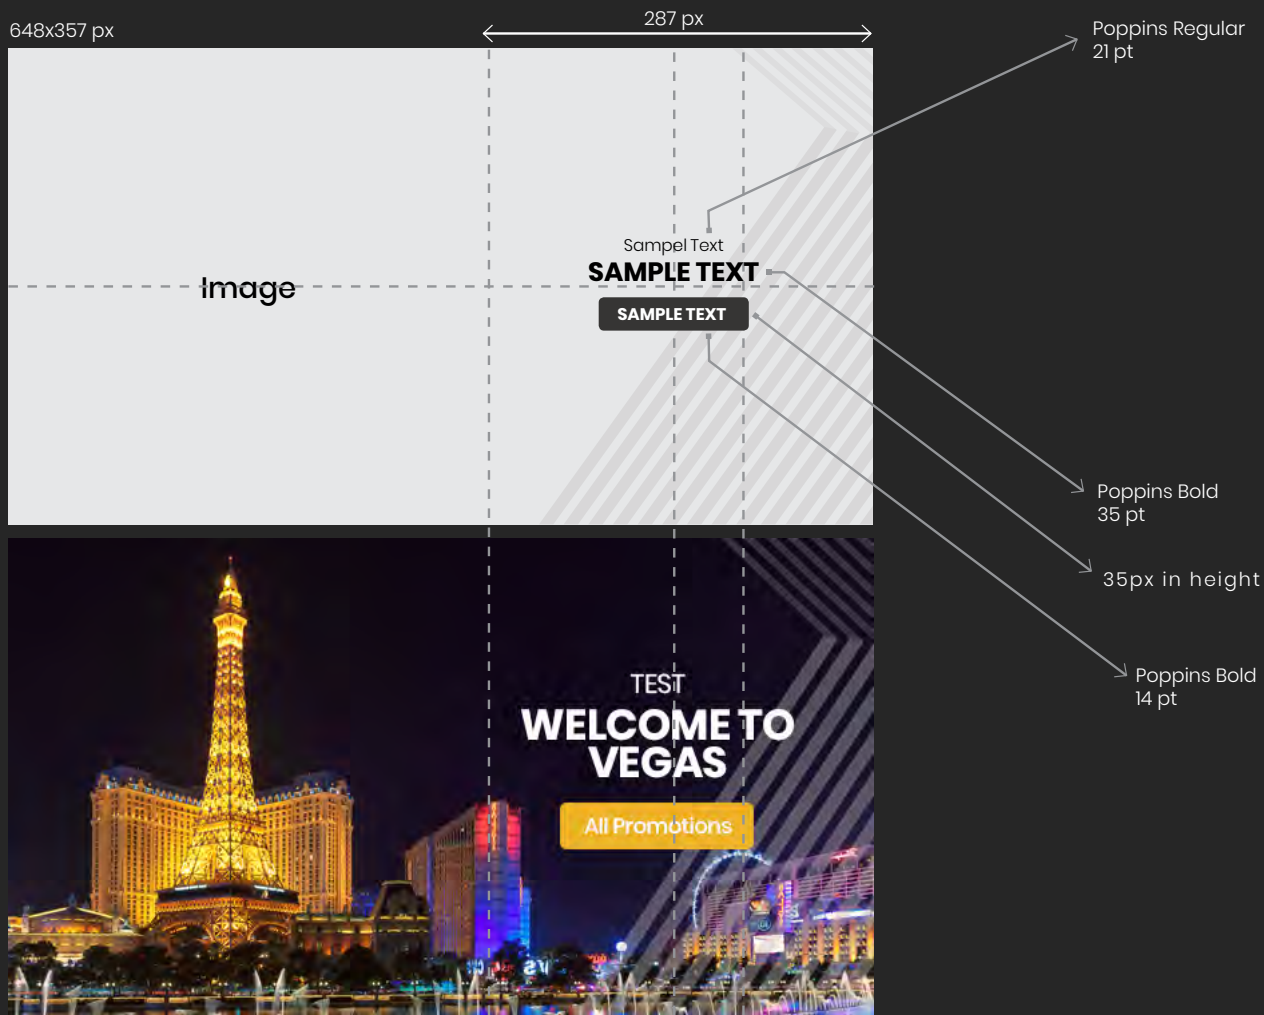 648x357 px
287 px
Poppins Regular
21 pt
Sampel Text
SAMPLE TEXT
Image
SAMPLE TEXT
Poppins Bold
35 pt
35px in height
Poppins Bold
14 pt
TEST
WELCOME TO
VEGAS
All Promotions